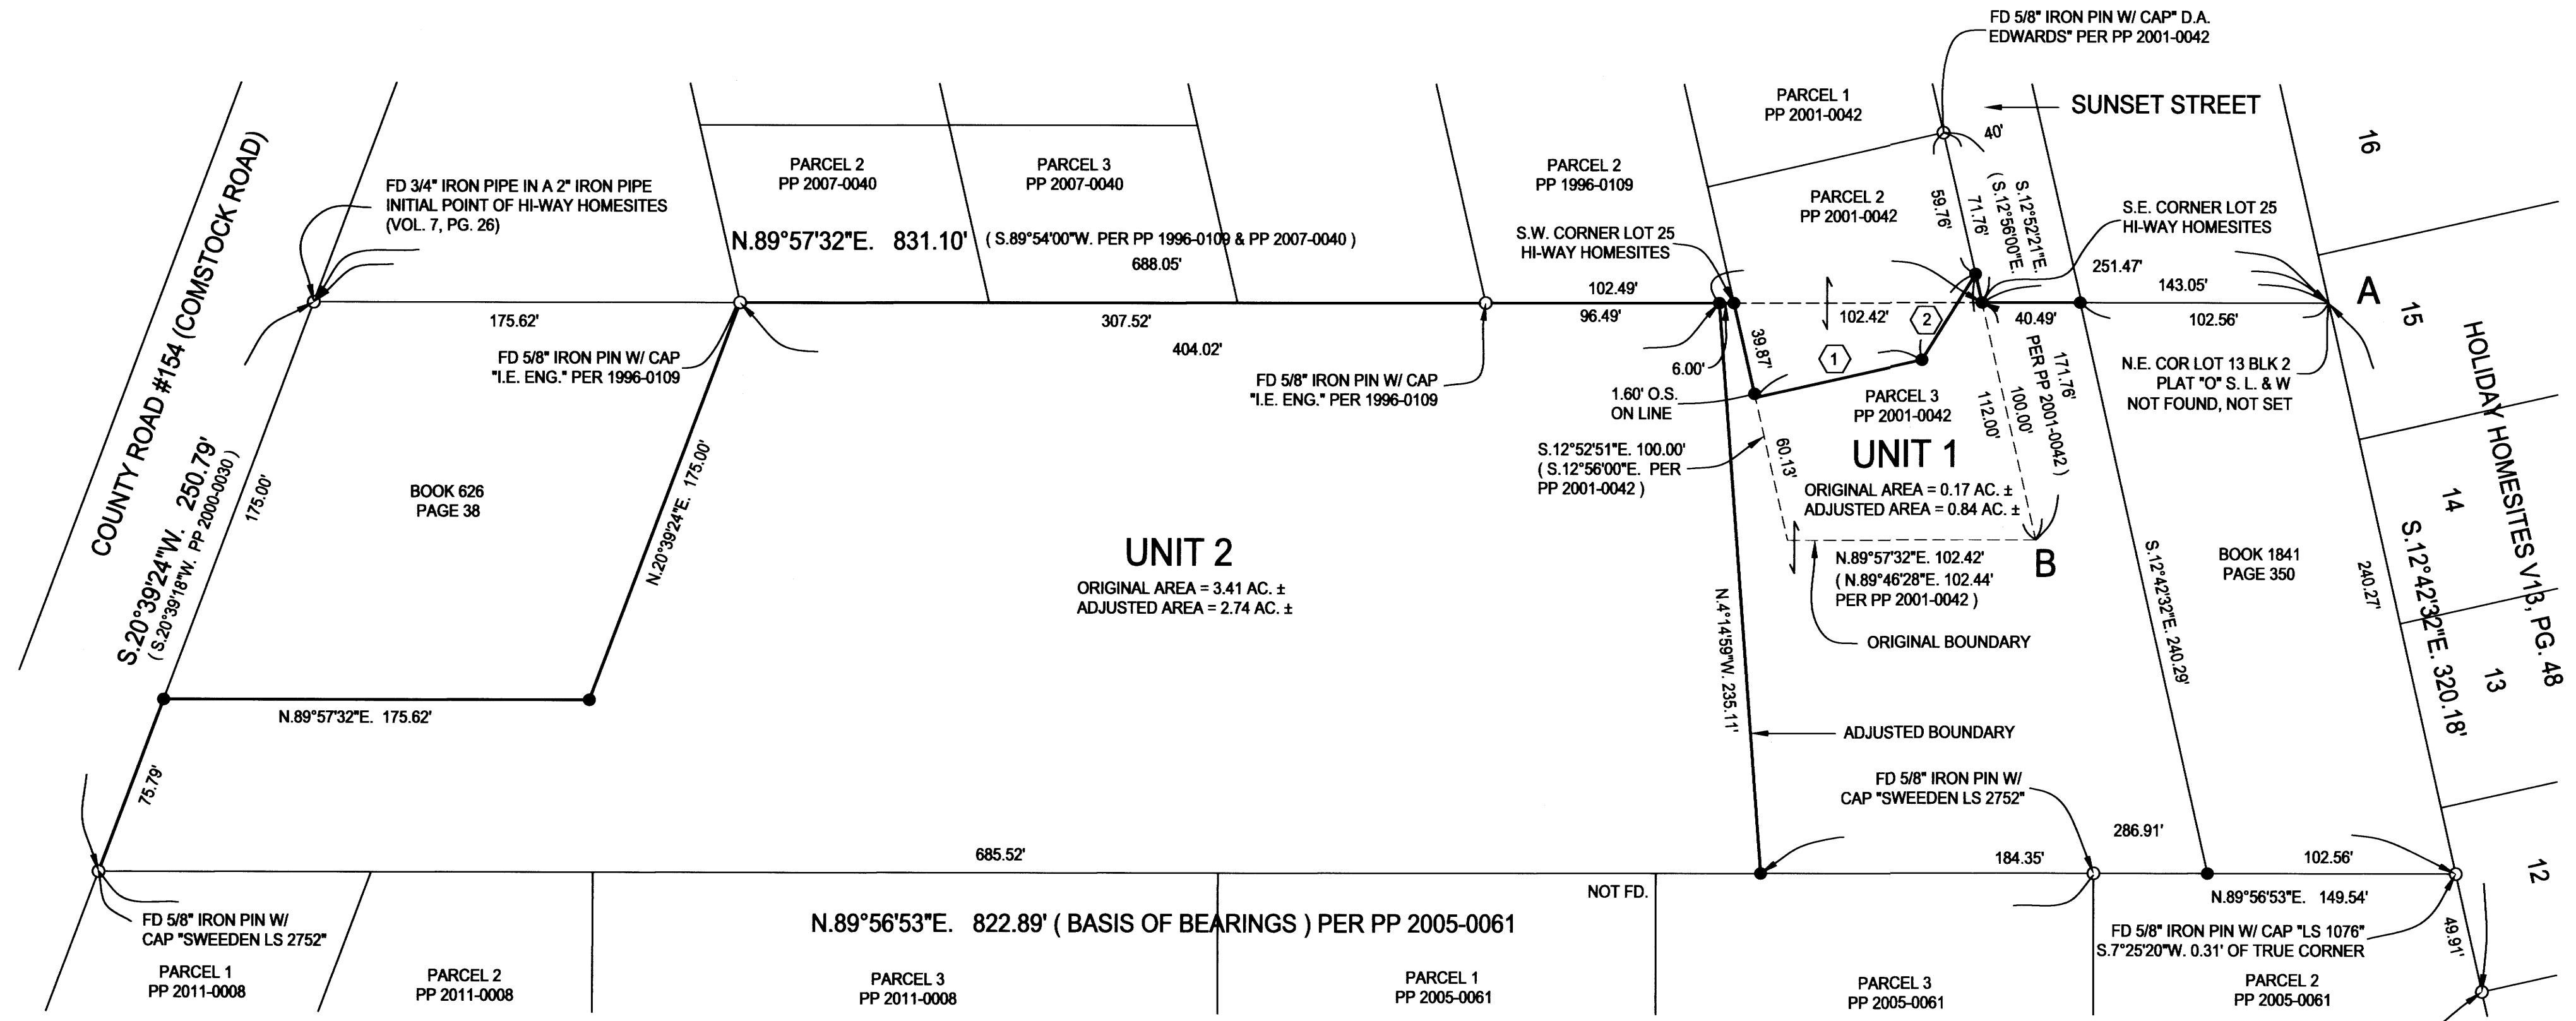 FD 5/8" IRON PIN W/ CAP" D.A.
EDWARDS" PER PP 2001-0042
PARCEL 1
PP 2001-0042
SUNSET STREET
40'
16
COUNTY ROAD #154 (COMSTOCK ROAD)
FD 3/4" IRON PIPE IN A 2" IRON PIPE
INITIAL POINT OF HI-WAY HOMESITES
(VOL. 7, PG. 26)
PARCEL 2
PP 2007-0040
PARCEL 3
PP 2007-0040
PARCEL 2
PP 1996-0109
PARCEL 2
PP 2001-0042
59.76'
71.76'
S.12°52'21"E.
( S.12°56'00"E.
S.E. CORNER LOT 25
HI-WAY HOMESITES
S.W. CORNER LOT 25
HI-WAY HOMESITES
N.89°57'32"E. 831.10'
( S.89°54'00"W. PER PP 1996-0109 & PP 2007-0040 )
688.05'
251.47'
102.49'
143.05'
A
15
175.62'
307.52'
404.02'
96.49'
102.42'
2
40.49'
102.56'
FD 5/8" IRON PIN W/ CAP
"I.E. ENG." PER 1996-0109
FD 5/8" IRON PIN W/ CAP
"I.E. ENG." PER 1996-0109
6.00'
39.87'
1
1.60' O.S.
ON LINE
PARCEL 3
PP 2001-0042
171.76'
PER PP 2001-0042 )
100.00'
112.00'
N.E. COR LOT 13 BLK 2
PLAT "O" S. L. & W
NOT FOUND, NOT SET
HOLIDAY HOMESITES V13, PG. 48
S.20°39'24"W. 250.79'
( S.20°39'18"W. PP 2000-0030 )
175.00'
BOOK 626
PAGE 38
N.20°39'24"E. 175.00'
S.12°52'51"E. 100.00'
( S.12°56'00"E. PER
PP 2001-0042 )
60.13'
UNIT 1
ORIGINAL AREA = 0.17 AC. ±
ADJUSTED AREA = 0.84 AC. ±
14
UNIT 2
ORIGINAL AREA = 3.41 AC. ±
ADJUSTED AREA = 2.74 AC. ±
N.89°57'32"E. 102.42'
( N.89°46'28"E. 102.44'
PER PP 2001-0042 )
B
BOOK 1841
PAGE 350
S.12°42'32"E. 240.29'
240.27'
S.12°42'32"E. 320.18'
ORIGINAL BOUNDARY
N.4°14'59"W. 235.11'
13
N.89°57'32"E. 175.62'
ADJUSTED BOUNDARY
75.79'
FD 5/8" IRON PIN W/
CAP "SWEEDEN LS 2752"
286.91'
685.52'
184.35'
102.56'
12
NOT FD.
N.89°56'53"E. 149.54'
FD 5/8" IRON PIN W/
CAP "SWEEDEN LS 2752"
N.89°56'53"E. 822.89' ( BASIS OF BEARINGS ) PER PP 2005-0061
FD 5/8" IRON PIN W/ CAP "LS 1076"
S.7°25'20"W. 0.31' OF TRUE CORNER
49.91'
PARCEL 1
PP 2011-0008
PARCEL 2
PP 2011-0008
PARCEL 3
PP 2011-0008
PARCEL 1
PP 2005-0061
PARCEL 3
PP 2005-0061
PARCEL 2
PP 2005-0061